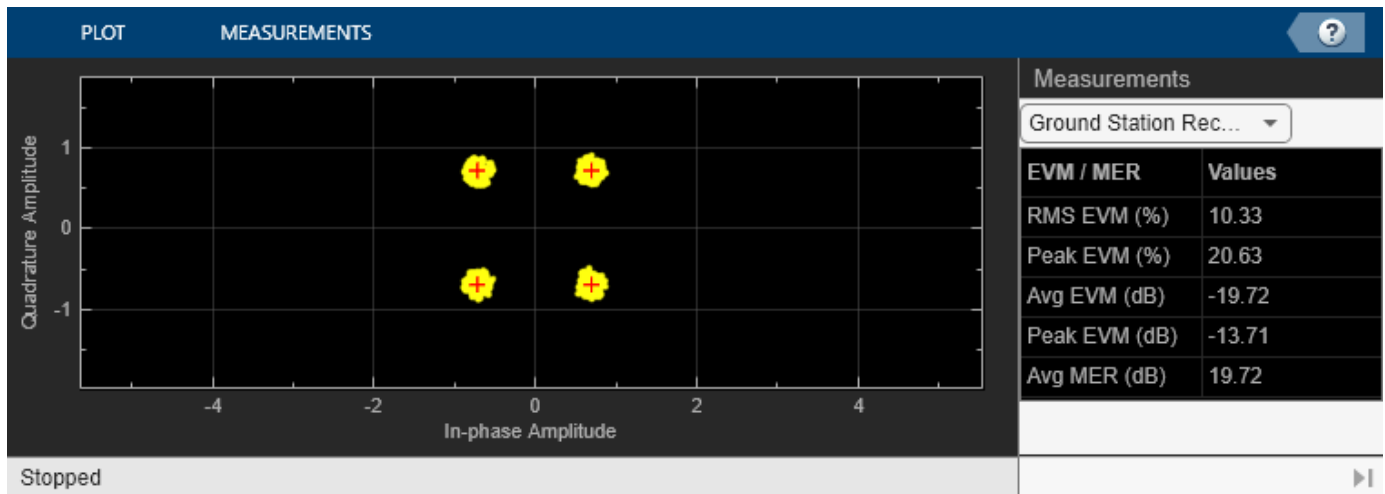 PLOT MEASUREMENTS ?
Quadrature Amplitude
1
0
-1
-4 -2 0 2 4
In-phase Amplitude
Stopped
Measurements
Ground Station Rec...
EVM / MER Values
RMS EVM (%) 10.33
Peak EVM (%) 20.63
Avg EVM (dB) -19.72
Peak EVM (dB) -13.71
Avg MER (dB) 19.72